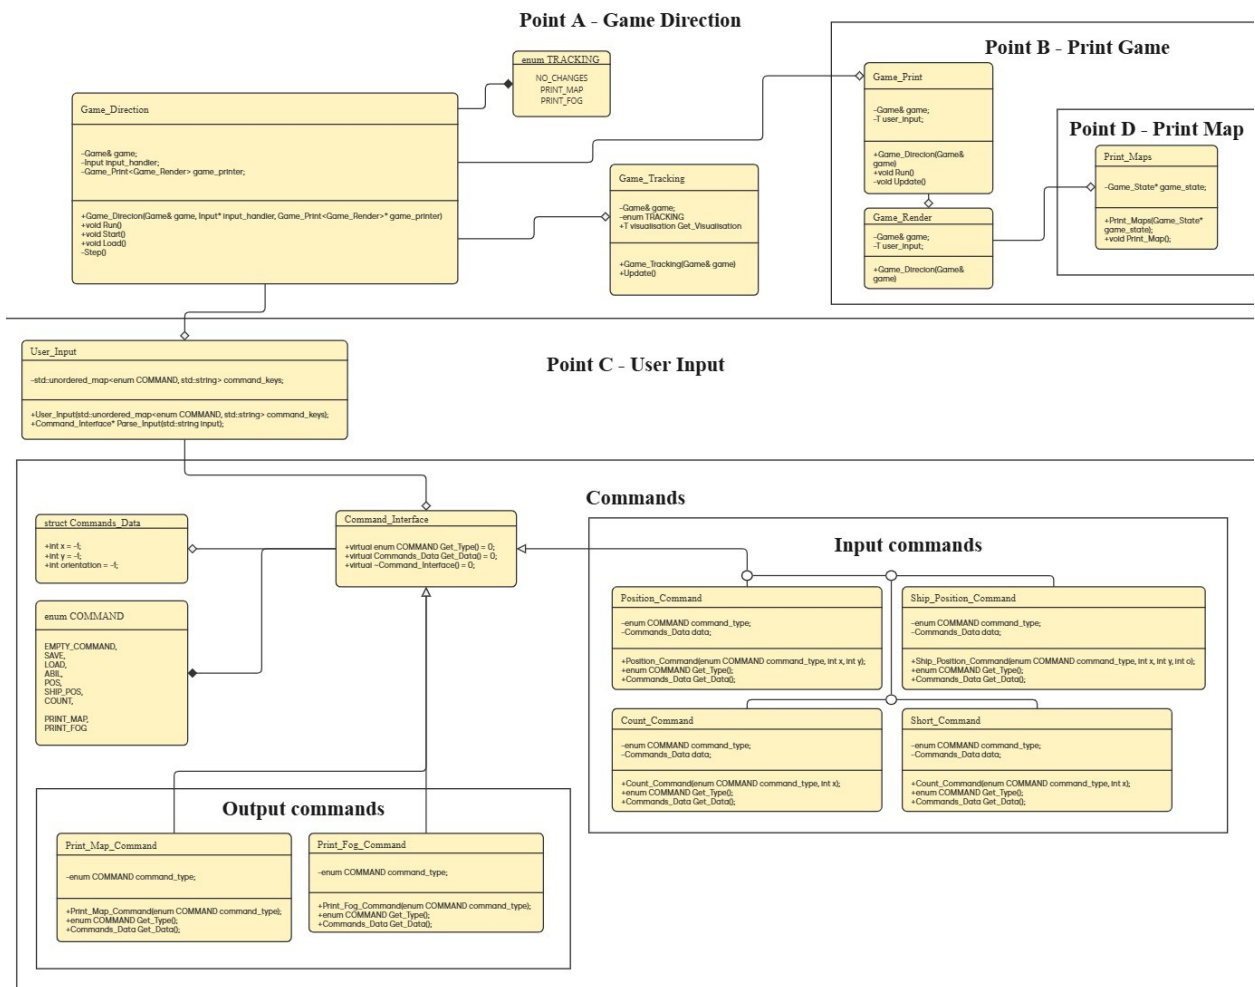 Point A - Game Direction
enum TRACKING
NO_CHANGES
PRINT_MAP
PRINT_FOG
Game_Direction
-Game& game;
-Input input_handler;
-Game_Print<Game_Render> game_printer;
+Game_Direcion(Game& game, Input* input_handler, Game_Print<Game_Render>* game_printer)
+void Run()
+void Start()
+void Load()
-Step()
Game_Tracking
-Game& game;
-enum TRACKING
+T visualisation Get_Visualisation
+Game_Tracking(Game& game)
+Update()
Point B - Print Game
Game_Print
-Game& game;
-T user_input;
+Game_Direcion(Game&
game)
+void Run()
-void Update()
Game_Render
-Game& game;
-T user_input;
+Game_Direcion(Game&
game)
Point D - Print Map
Print_Maps
-Game_State* game_state;
+Print_Maps(Game_State*
game_state);
+void Print_Map();
Point C - User Input
User_Input
-std::unordered_map<enum COMMAND, std::string> command_keys;
+User_Input(std::unordered_map<enum COMMAND, std::string> command_keys);
+Command_Interface* Parse_Input(std::string input);
Commands
struct Commands_Data
+int x = -1;
+int y = -1;
+int orientation = -1;
Command_Interface
+virtual enum COMMAND Get_Type() = 0;
+virtual Commands_Data Get_Data() = 0;
+virtual ~Command_Interface() = 0;
enum COMMAND
EMPTY_COMMAND,
SAVE,
LOAD,
ABIL,
POS,
SHIP_POS,
COUNT,
PRINT_MAP,
PRINT_FOG
Input commands
Position_Command
-enum COMMAND command_type;
-Commands_Data data;
+Position_Command(enum COMMAND command_type, int x, int y);
+enum COMMAND Get_Type();
+Commands_Data Get_Data();
Ship_Position_Command
-enum COMMAND command_type;
-Commands_Data data;
+Ship_Position_Command(enum COMMAND command_type, int x, int y, int o);
+enum COMMAND Get_Type();
+Commands_Data Get_Data();
Count_Command
-enum COMMAND command_type;
-Commands_Data data;
+Count_Command(enum COMMAND command_type, int x);
+enum COMMAND Get_Type();
+Commands_Data Get_Data();
Short_Command
-enum COMMAND command_type;
-Commands_Data data;
+Count_Command(enum COMMAND command_type, int x);
+enum COMMAND Get_Type();
+Commands_Data Get_Data();
Output commands
Print_Map_Command
-enum COMMAND command_type;
+Print_Map_Command(enum COMMAND command_type);
+enum COMMAND Get_Type();
+Commands_Data Get_Data();
Print_Fog_Command
-enum COMMAND command_type;
+Print_Fog_Command(enum COMMAND command_type);
+enum COMMAND Get_Type();
+Commands_Data Get_Data();